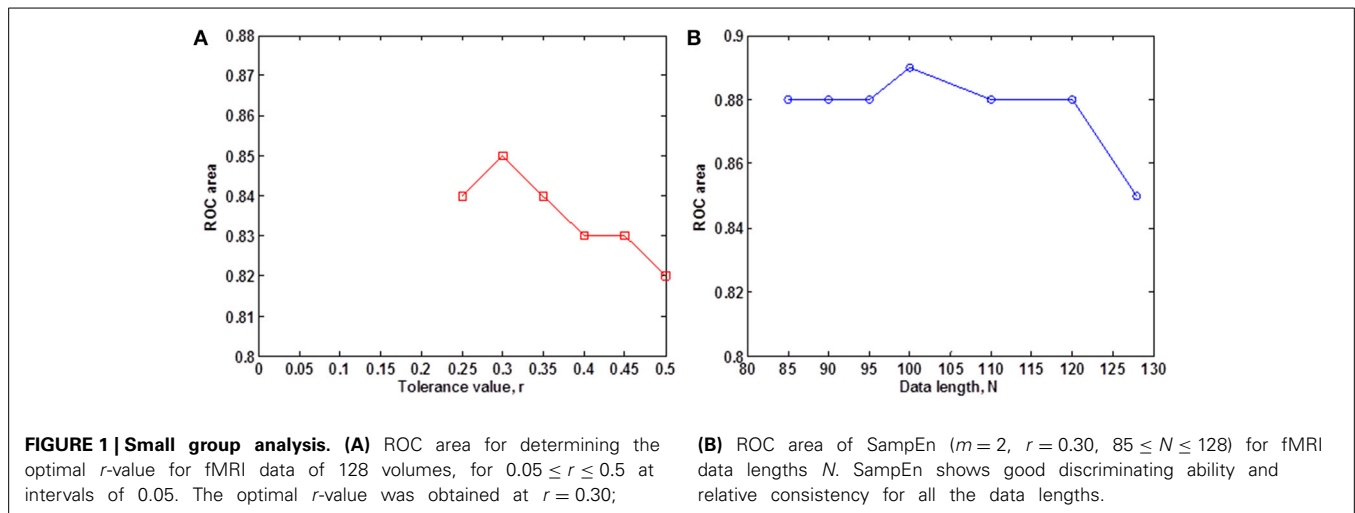 A
0.88
0.87
0.86
0.85
0.84
0.83
0.82
0.81
0.8
ROC area
0 0.05 0.1 0.15 0.2 0.25 0.3 0.35 0.4 0.45 0.5
Tolerance value, r
B
0.9
0.88
0.86
0.84
0.82
0.8
ROC area
80 85 90 95 100 105 110 115 120 125 130
Data length, N
FIGURE 1 | Small group analysis. (A) ROC area for determining the
optimal r-value for fMRI data of 128 volumes, for 0.05 ≤ r ≤ 0.5 at
intervals of 0.05. The optimal r-value was obtained at r = 0.30;
(B) ROC area of SampEn (m = 2, r = 0.30, 85 ≤ N ≤ 128) for fMRI
data lengths N. SampEn shows good discriminating ability and
relative consistency for all the data lengths.